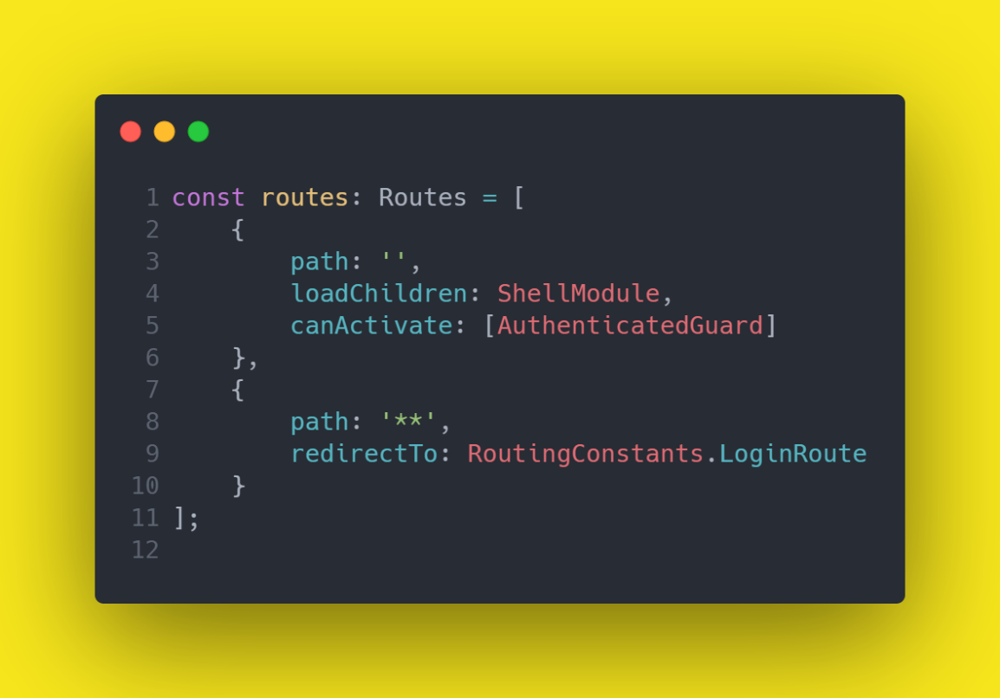 1 const routes: Routes = [
2     {
3         path: '',
4         loadChildren: ShellModule,
5         canActivate: [AuthenticatedGuard]
6     },
7     {
8         path: '**',
9         redirectTo: RoutingConstants.LoginRoute
10     }
11 ];
12